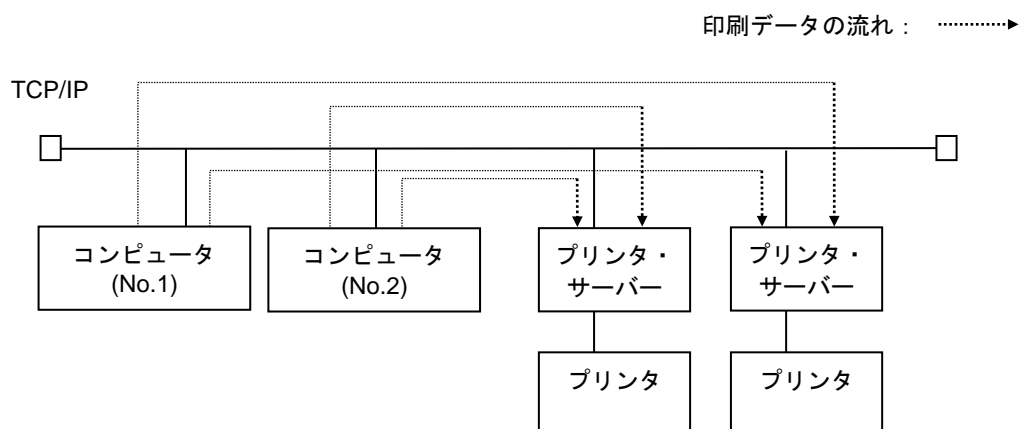 印刷データの流れ：
TCP/IP
コンピュータ
(No.1)
コンピュータ
(No.2)
プリンタ・
サーバー
プリンタ・
サーバー
プリンタ
プリンタ